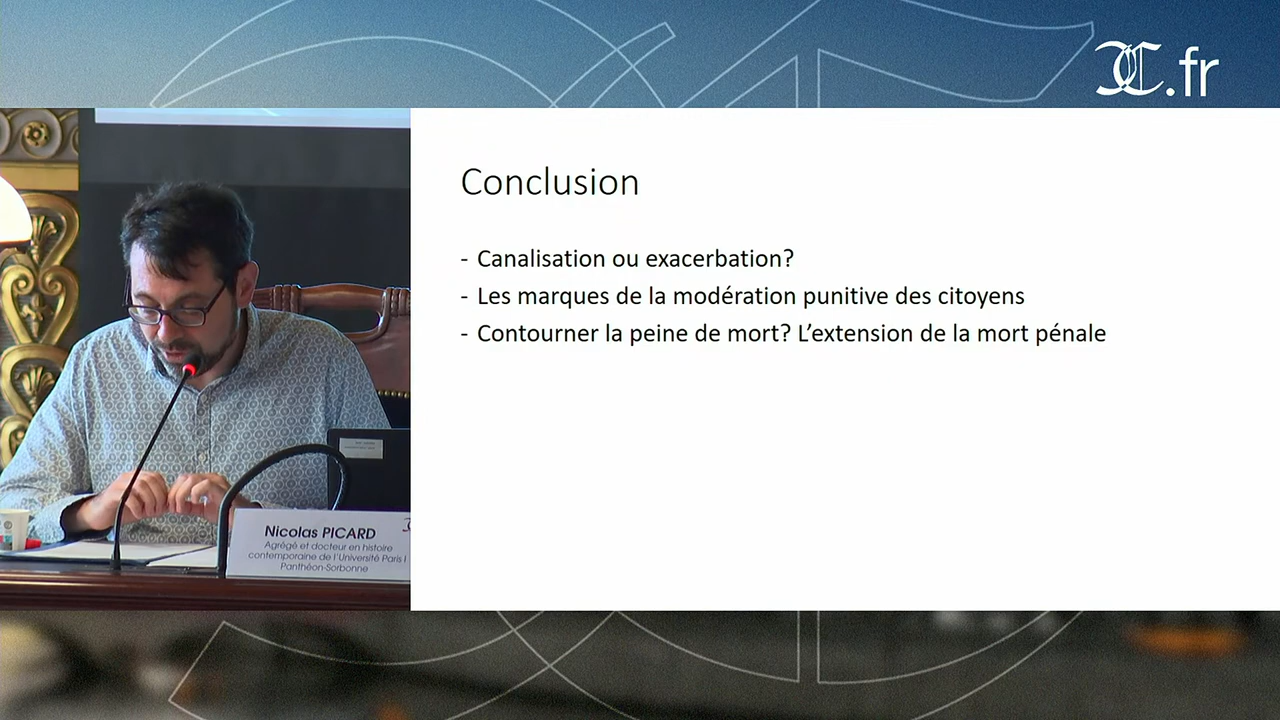 CC.fr
Conclusion
- Canalisation ou exacerbation?
- Les marques de la modération punitive des citoyens
- Contourner la peine de mort? L’extension de la mort pénale
Nicolas PICARD
Agrégé et docteur en histoire
contemporaine de l'Université Paris I
Panthéon-Sorbonne